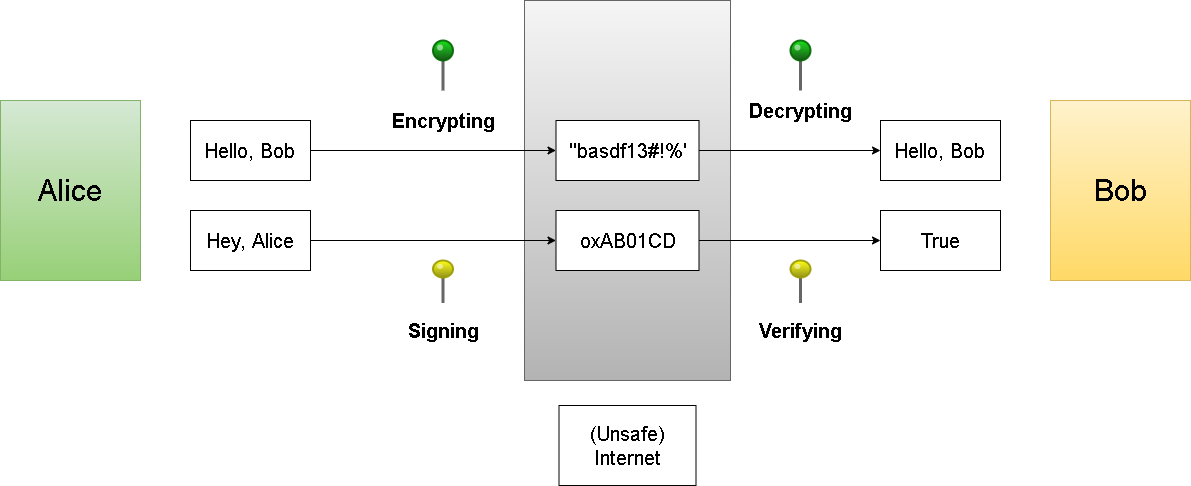 Encrypting
Decrypting
Alice
Hello, Bob
"basdf13#!%'
Hello, Bob
Bob
Hey, Alice
oxAB01CD
True
Signing
Verifying
(Unsafe)
Internet